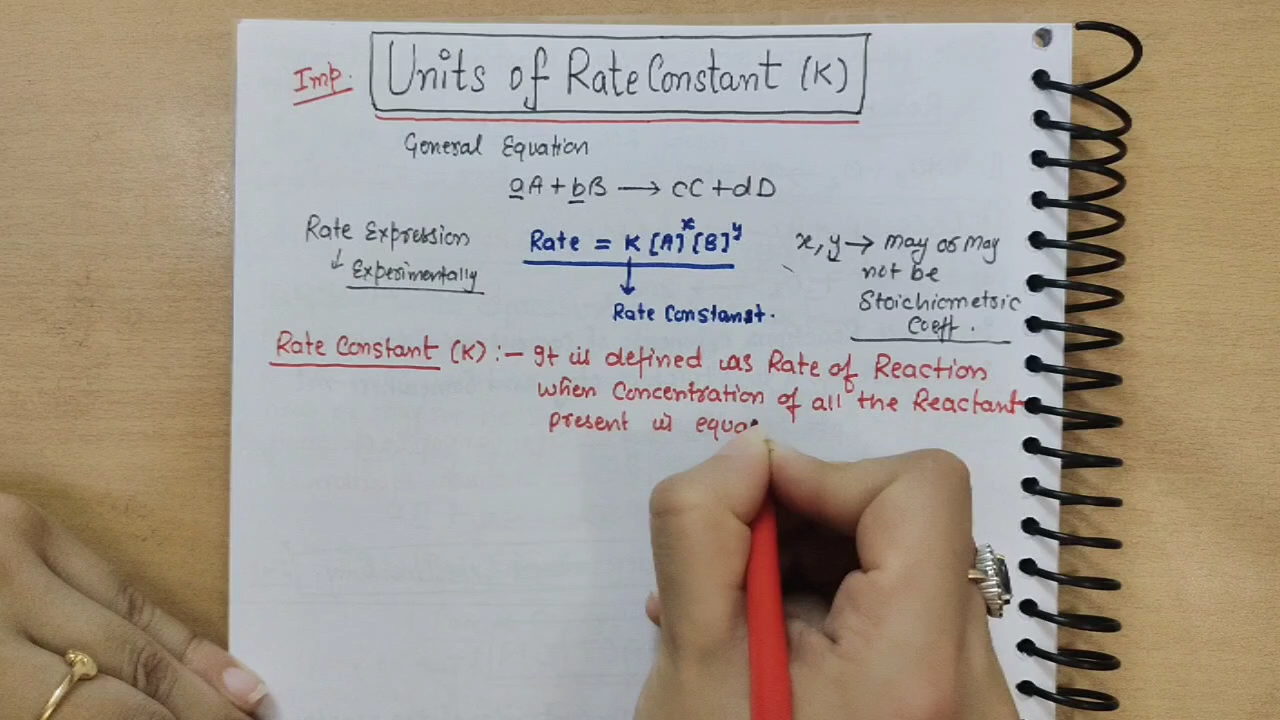 Imp. Units of Rate Constant (K)
General Equation
aA + bB → cC + dD
Rate Expression
↓ Experimentally
Rate = K [A]^x [B]^y
↓
Rate Constanst.
x, y → may or may
not be
Stoichiometric
Coeff.
Rate Constant (K) :- It is defined as Rate of Reaction
when Concentration of all the Reactant
present is equa